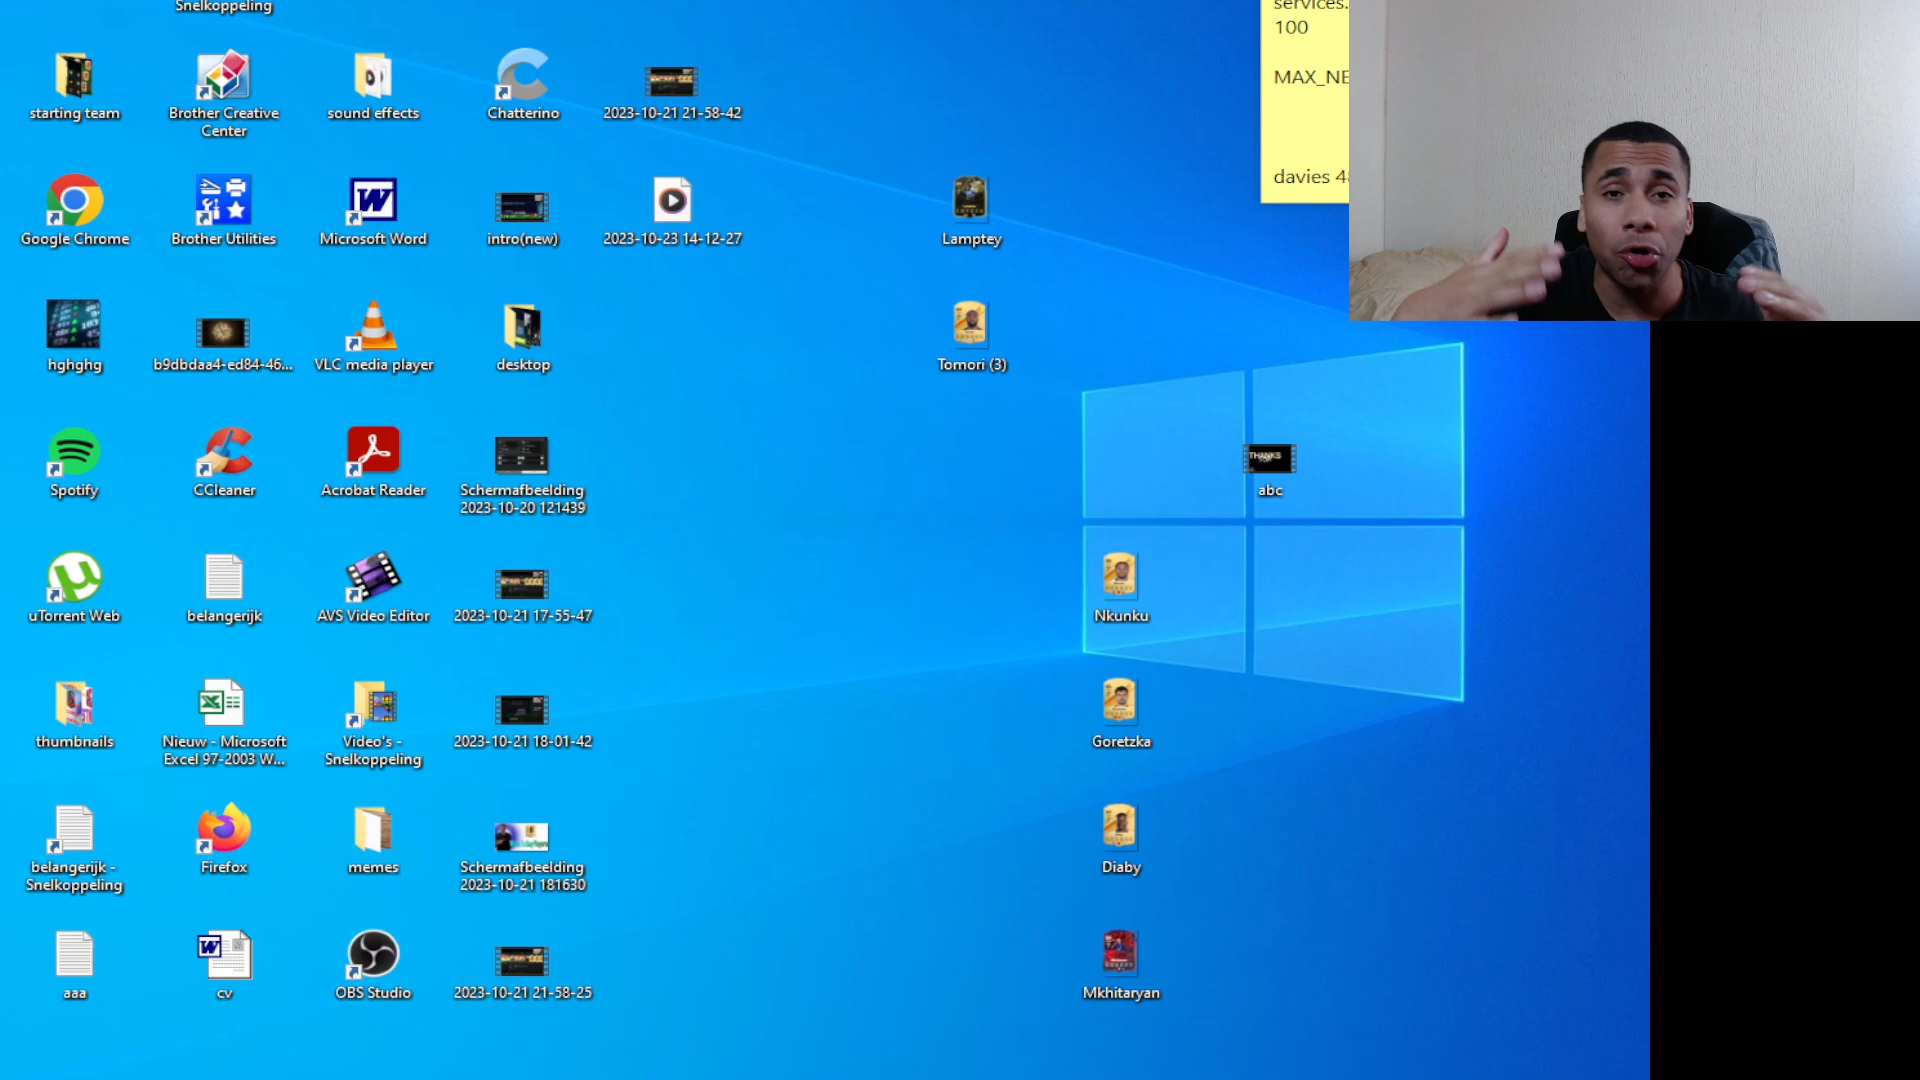 Snelkoppeling
services.
100
MAX_NE
davies 4
starting team
Brother Creative
Center
sound effects
Chatterino
2023-10-21 21-58-42
Google Chrome
Brother Utilities
Microsoft Word
intro(new)
2023-10-23 14-12-27
Lamptey
hghghg
b9dbdaa4-ed84-46...
VLC media player
desktop
Tomori (3)
Spotify
CCleaner
Acrobat Reader
Schermafbeelding
2023-10-20 121439
THANKS
abc
uTorrent Web
belangerijk
AVS Video Editor
2023-10-21 17-55-47
Nkunku
thumbnails
Nieuw - Microsoft
Excel 97-2003 W...
Video's -
Snelkoppeling
2023-10-21 18-01-42
Goretzka
belangerijk -
Snelkoppeling
Firefox
memes
Schermafbeelding
2023-10-21 181630
Diaby
aaa
cv
OBS Studio
2023-10-21 21-58-25
Mkhitaryan